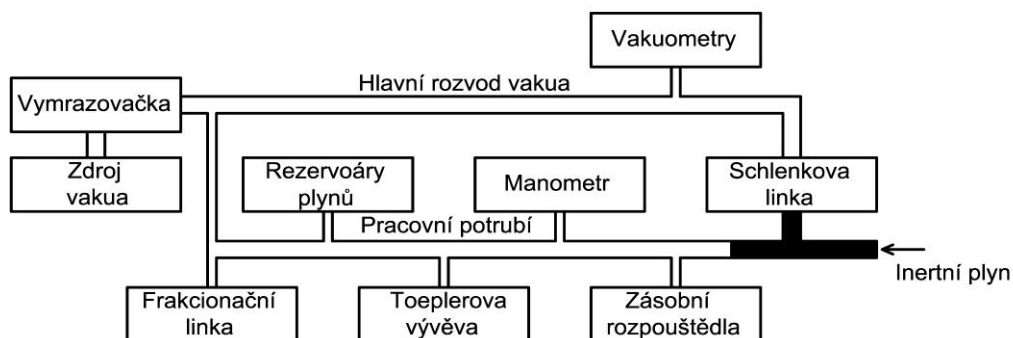 Vakuometry
Hlavní rozvod vakua
Vymrazovačka
Zdroj
vakua
Rezervoáry
plynů
Manometr
Schlenkova
linka
Pracovní potrubí
Inertní plyn
Frakcionační
linka
Toeplerova
vývěva
Zásobní
rozpouštědla